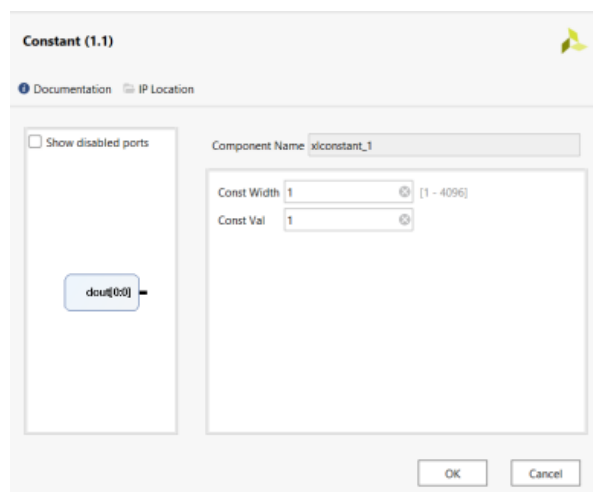 Constant (1.1)
Documentation IP Location
Show disabled ports
Component Name xlconstant_1
Const Width 1 [1 - 4096]
Const Val 1
dout[0:0]
OK Cancel